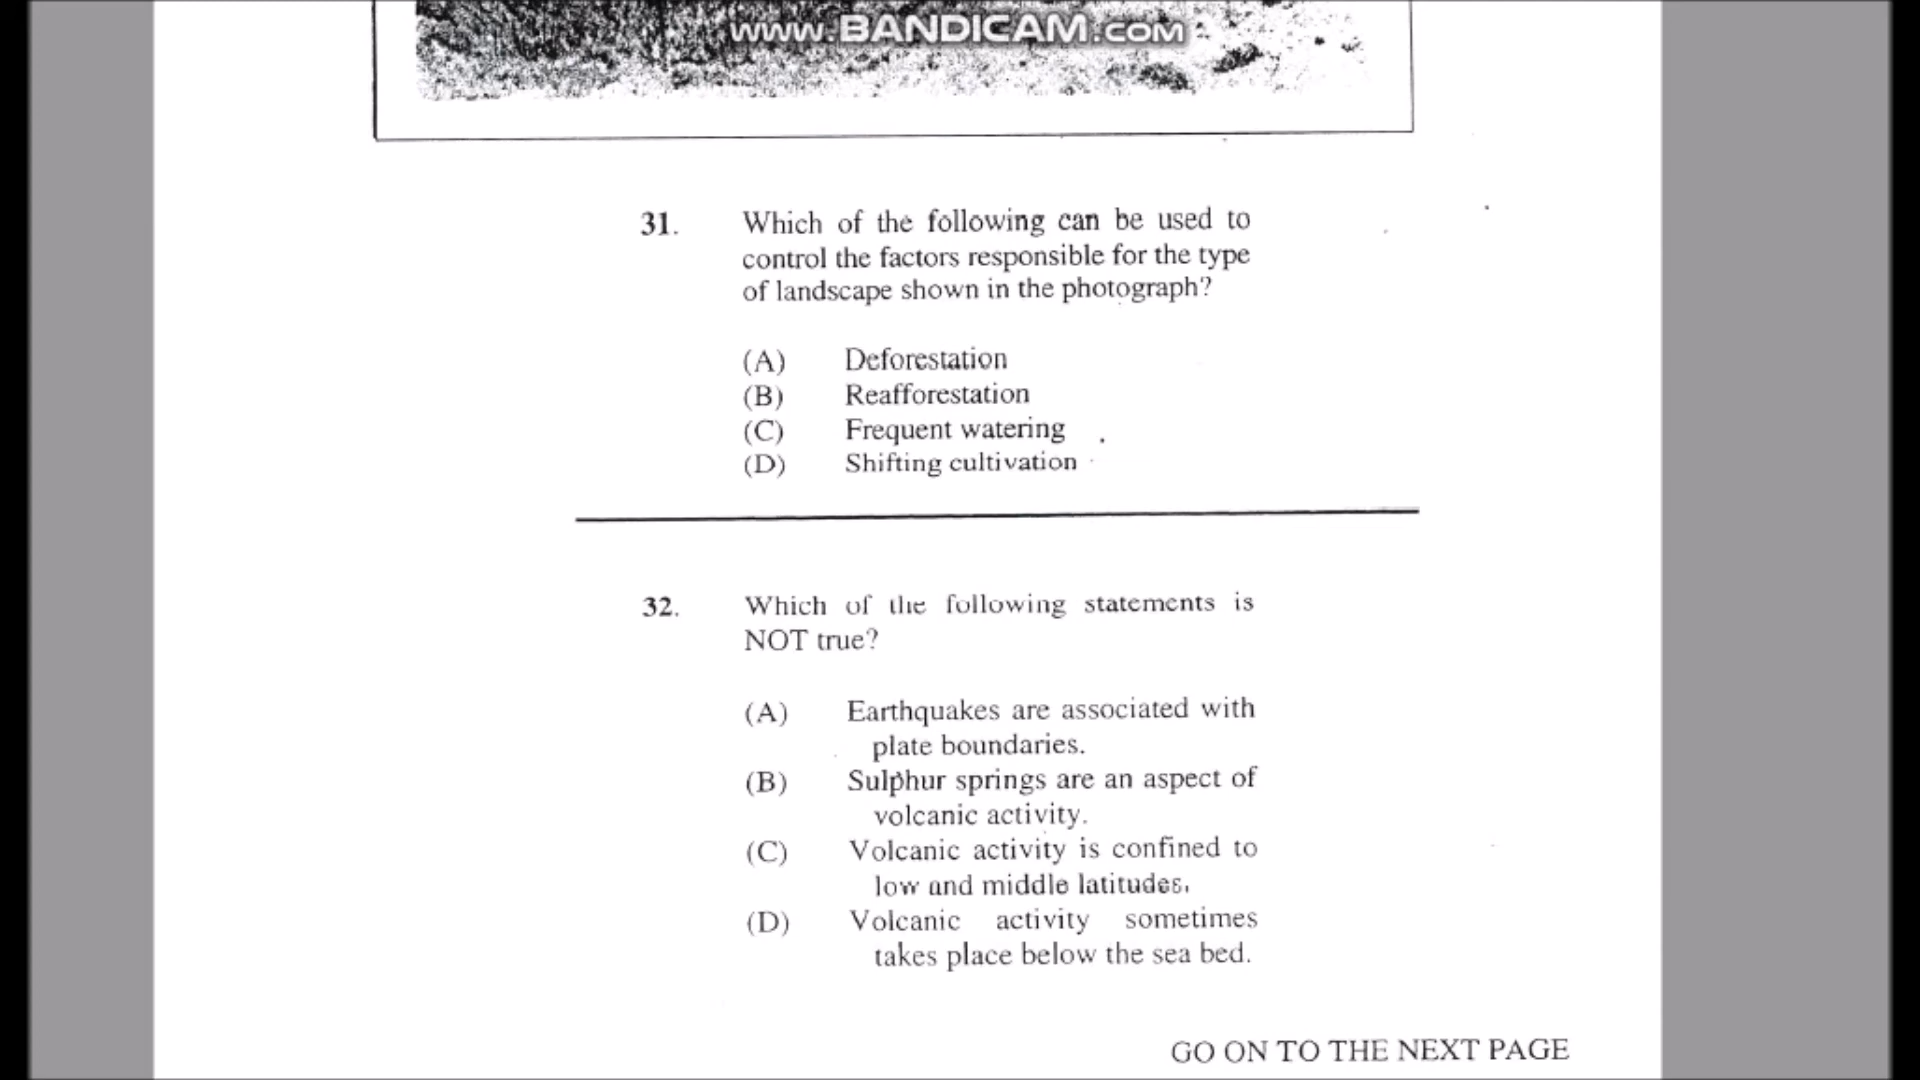 www.BANDICAM.com
31. Which of the following can be used to
control the factors responsible for the type
of landscape shown in the photograph?
(A) Deforestation
(B) Reafforestation
(C) Frequent watering
(D) Shifting cultivation
32. Which of the following statements is
NOT true?
(A) Earthquakes are associated with
plate boundaries.
(B) Sulphur springs are an aspect of
volcanic activity.
(C) Volcanic activity is confined to
low and middle latitudes.
(D) Volcanic activity sometimes
takes place below the sea bed.
GO ON TO THE NEXT PAGE